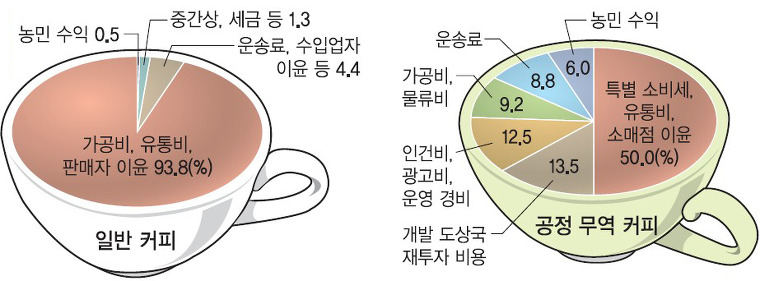 농민 수익 0.5
중간상, 세금 등 1.3
운송료, 수입업자
이윤 등 4.4
가공비, 유통비,
판매자 이윤 93.8(%)
일반 커피
농민 수익
6.0
운송료
8.8
가공비,
물류비
9.2
인건비,
광고비,
운영 경비
12.5
개발 도상국
재투자 비용
13.5
특별 소비세,
유통비,
소매점 이윤
50.0(%)
공정 무역 커피